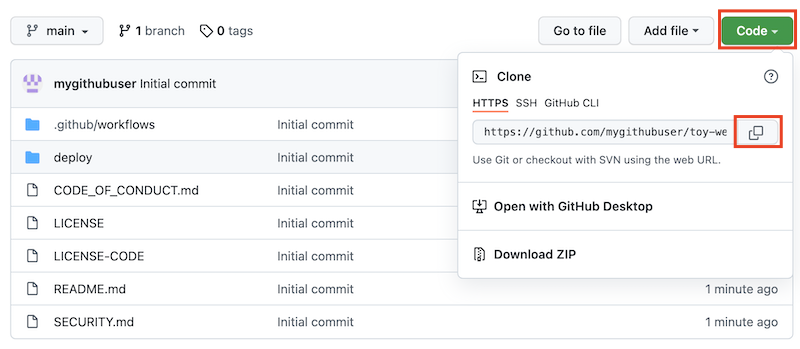 main
1 branch
0 tags
Go to file
Add file
Code
mygithubuser Initial commit
Clone
HTTPS SSH GitHub CLI
https://github.com/mygithubuser/toy-we
Use Git or checkout with SVN using the web URL.
Open with GitHub Desktop
Download ZIP
.github/workflows Initial commit
deploy Initial commit
CODE_OF_CONDUCT.md Initial commit
LICENSE Initial commit
LICENSE-CODE Initial commit
README.md Initial commit 1 minute ago
SECURITY.md Initial commit 1 minute ago